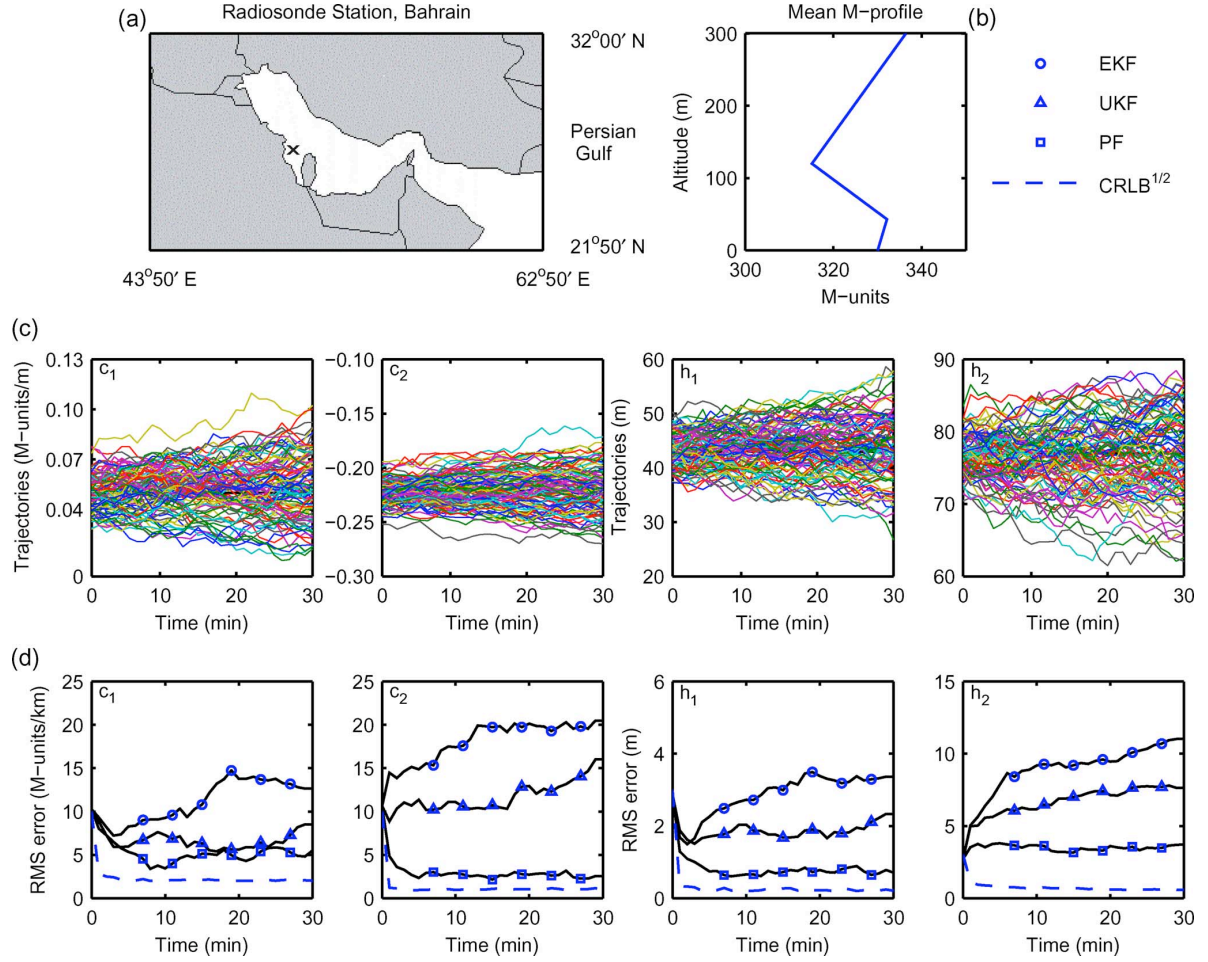 (a)
Radiosonde Station, Bahrain
32°00′ N
Persian
Gulf
21°50′ N
43°50′ E
62°50′ E
×
Mean M−profile
(b)
300
200
100
0
Altitude (m)
300
320
340
M−units
EKF
UKF
PF
CRLB1/2
(c)
c1
0.13
0.10
0.07
0.04
0
Trajectories (M−units/m)
0
10
20
30
Time (min)
c2
−0.10
−0.15
−0.20
−0.25
−0.30
0
10
20
30
Time (min)
h1
60
50
40
30
20
Trajectories (m)
0
10
20
30
Time (min)
h2
90
80
70
60
0
10
20
30
Time (min)
(d)
c1
25
20
15
10
5
0
RMS error (M−units/km)
0
10
20
30
Time (min)
c2
25
20
15
10
5
0
0
10
20
30
Time (min)
h1
6
4
2
0
RMS error (m)
0
10
20
30
Time (min)
h2
15
10
5
0
0
10
20
30
Time (min)